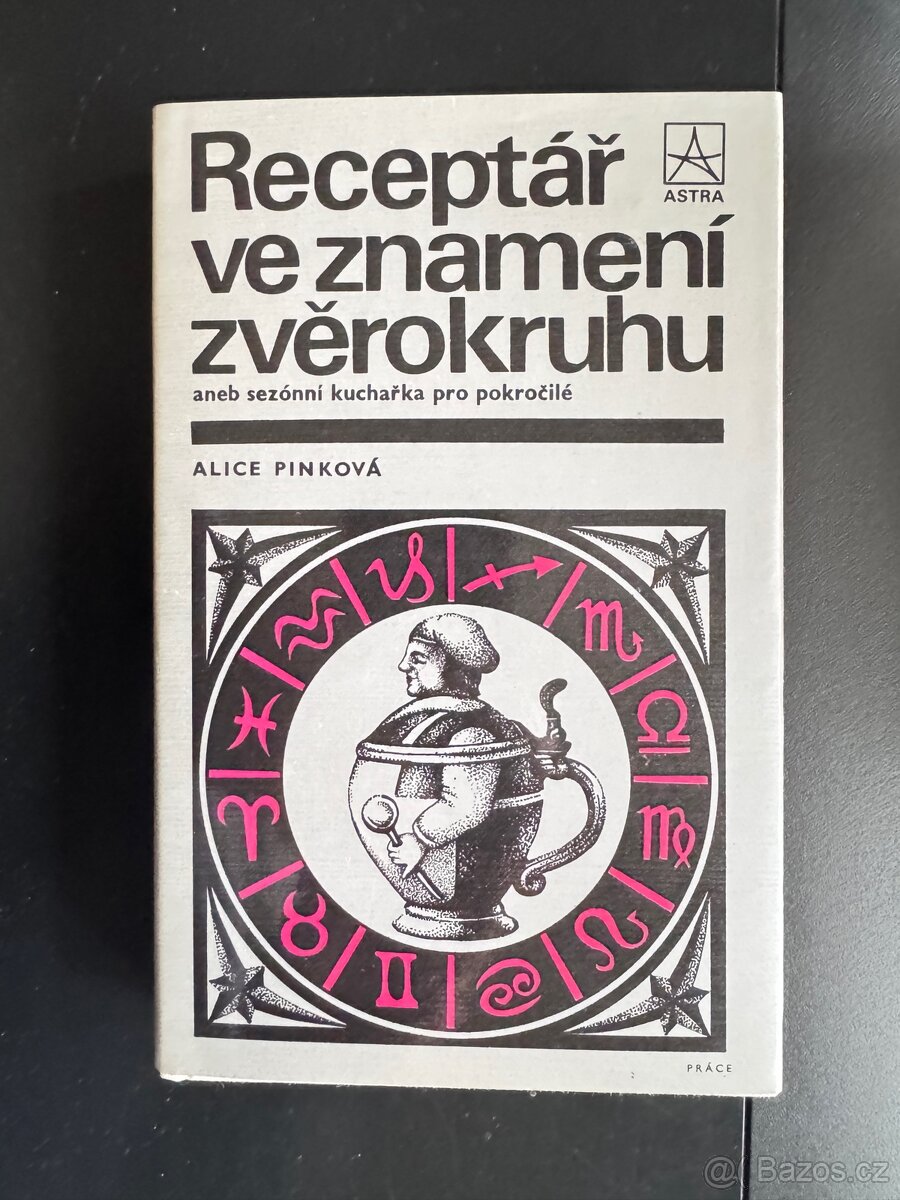 Receptář
ASTRA
ve znamení
zvěrokruhu
aneb sezónní kuchařka pro pokročilé
ALICE PINKOVÁ
PRÁCE
@ Bazos.cz